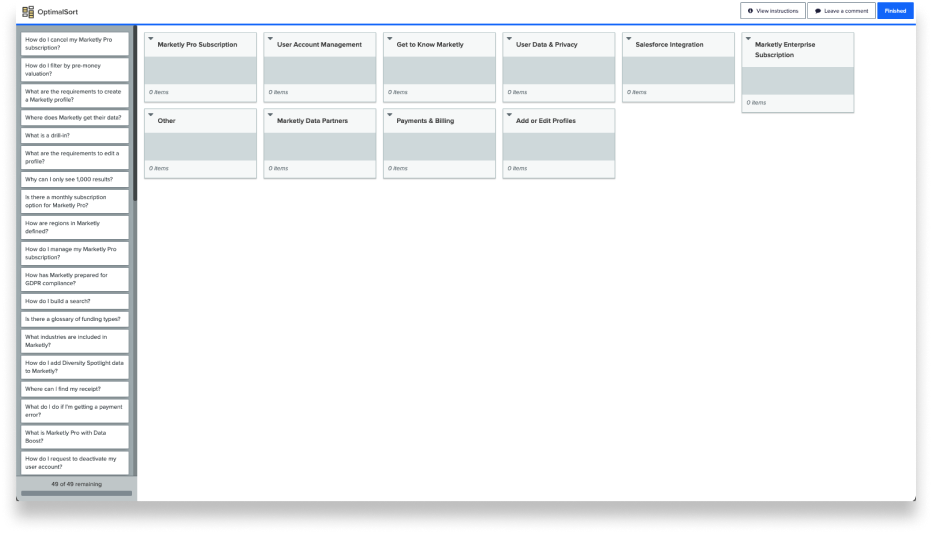 OptimalSort
View instructions
Leave a comment
Finished
How do I cancel my Marketly Pro
subscription?
How do I filter by pre-money
valuation?
What are the requirements to create
a Marketly profile?
Where does Marketly get their data?
What is a drill-in?
What are the requirements to edit a
profile?
Why can I only see 1,000 results?
Is there a monthly subscription
option for Marketly Pro?
How are regions in Marketly
defined?
How do I manage my Marketly Pro
subscription?
How has Marketly prepared for
GDPR compliance?
How do I build a search?
Is there a glossary of funding types?
What industries are included in
Marketly?
How do I add Diversity Spotlight data
to Marketly?
Where can I find my receipt?
What do I do if I'm getting a payment
error?
What is Marketly Pro with Data
Boost?
How do I request to deactivate my
user account?
49 of 49 remaining
Marketly Pro Subscription
0 items
User Account Management
0 items
Get to Know Marketly
0 items
User Data & Privacy
0 items
Salesforce Integration
0 items
Marketly Enterprise
Subscription
0 items
Other
0 items
Marketly Data Partners
0 items
Payments & Billing
0 items
Add or Edit Profiles
0 items